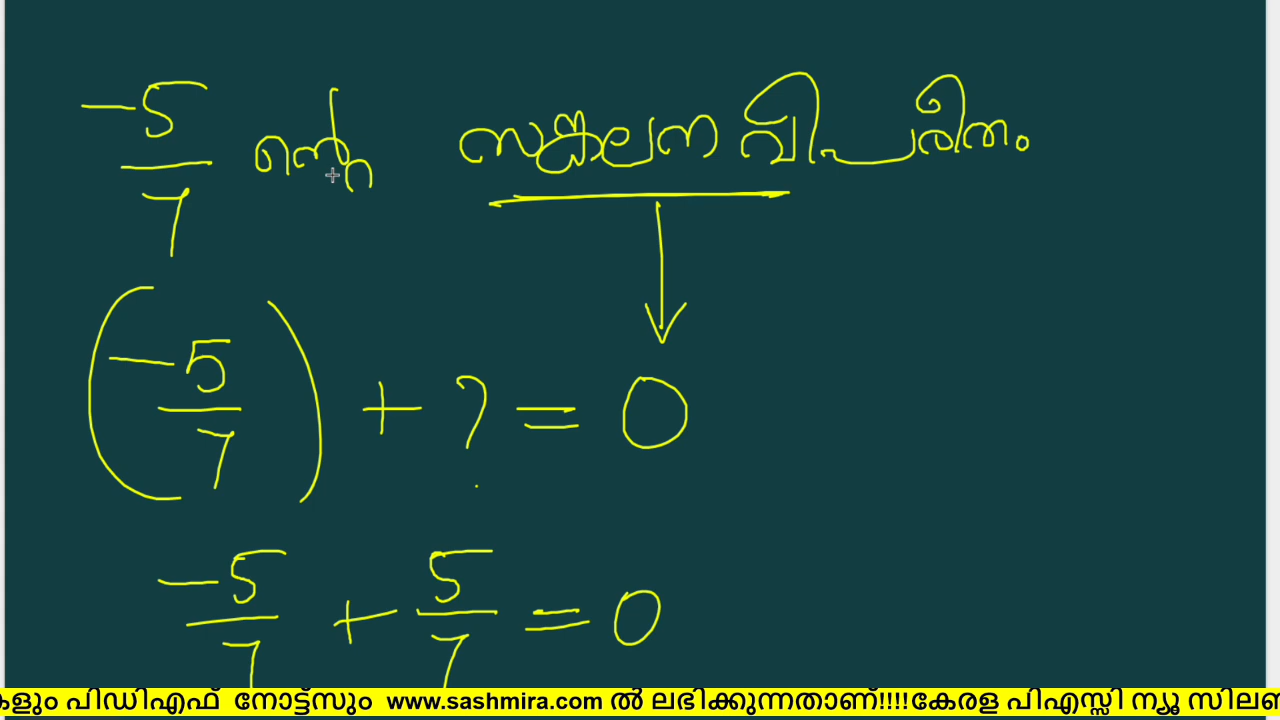 -5/7 ന്റെ സങ്കലന വിപരീതം
(-5/7) + ? = 0
-5/7 + 5/7 = 0
കളും പിഡിഎഫ് നോട്ട്സും www.sashmira.com ൽ ലഭിക്കുന്നതാണ്!!!!കേരള പിഎസ്സി ന്യൂ